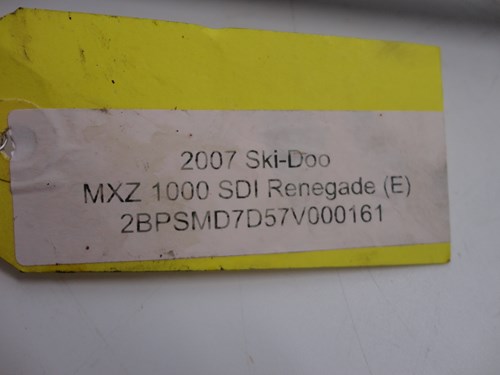 2007 Ski-Doo
MXZ 1000 SDI Renegade (E)
2BPSMD7D57V000161